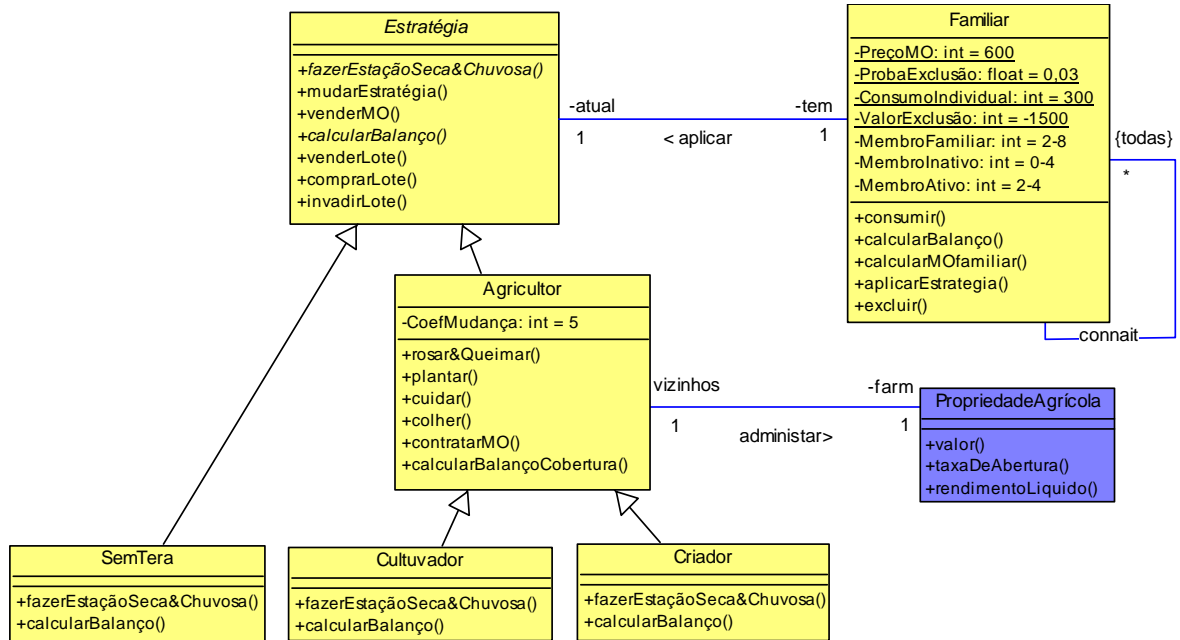 Estratégia
+fazerEstaçãoSeca&Chuvosa()
+mudarEstratégia()
+venderMO()
+calcularBalanço()
+venderLote()
+comprarLote()
+invadirLote()
-atual
1
< aplicar
-tem
1
Familiar
-PreçoMO: int = 600
-ProbaExclusão: float = 0,03
-ConsumoIndividual: int = 300
-ValorExclusão: int = -1500
-MembroFamiliar: int = 2-8
-MembroInativo: int = 0-4
-MembroAtivo: int = 2-4
+consumir()
+calcularBalanço()
+calcularMOfamiliar()
+aplicarEstrategia()
+excluir()
{todas}
*
connait
Agricultor
-CoefMudança: int = 5
+rosar&Queimar()
+plantar()
+cuidar()
+colher()
+contratarMO()
+calcularBalançoCobertura()
vizinhos
1
administar>
-farm
1
PropriedadeAgrícola
+valor()
+taxaDeAbertura()
+rendimentoLiquido()
SemTera
+fazerEstaçãoSeca&Chuvosa()
+calcularBalanço()
Cultuvador
+fazerEstaçãoSeca&Chuvosa()
+calcularBalanço()
Criador
+fazerEstaçãoSeca&Chuvosa()
+calcularBalanço()